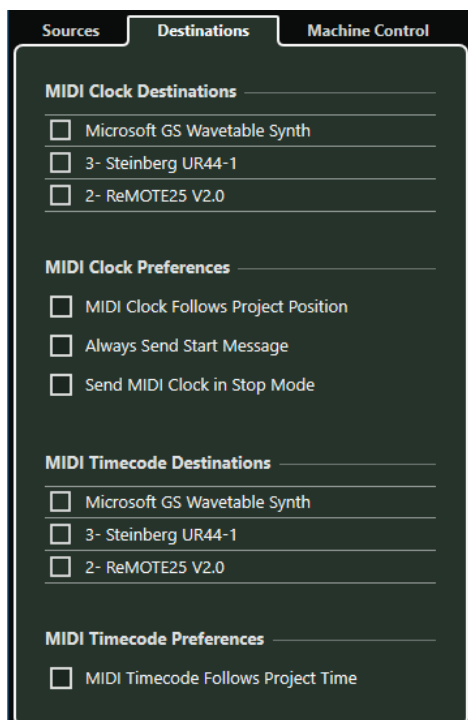 Sources Destinations Machine Control
MIDI Clock Destinations
Microsoft GS Wavetable Synth
3- Steinberg UR44-1
2- ReMOTE25 V2.0
MIDI Clock Preferences
MIDI Clock Follows Project Position
Always Send Start Message
Send MIDI Clock in Stop Mode
MIDI Timecode Destinations
Microsoft GS Wavetable Synth
3- Steinberg UR44-1
2- ReMOTE25 V2.0
MIDI Timecode Preferences
MIDI Timecode Follows Project Time